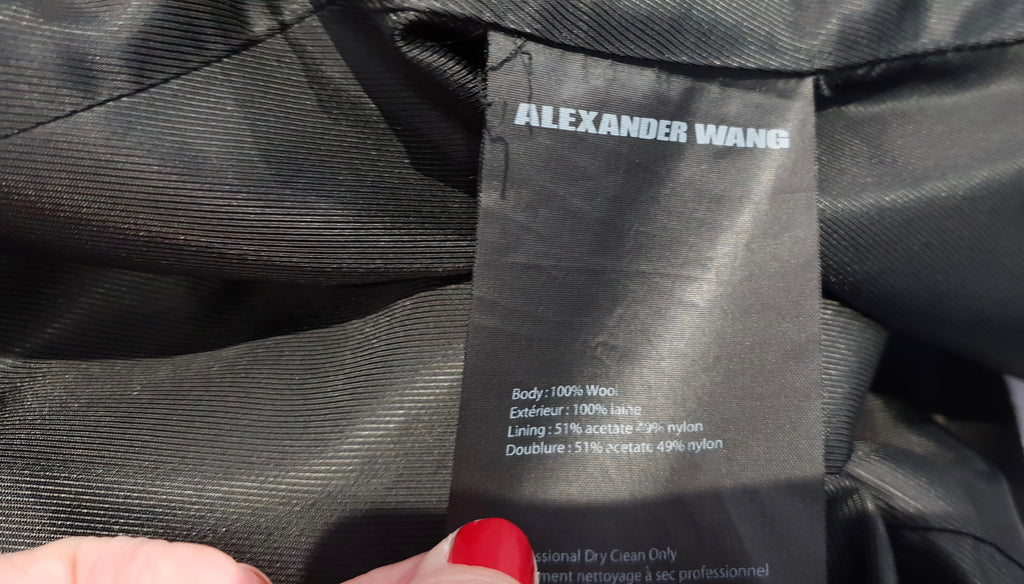 ALEXANDER WANG
Body : 100% Wool
Extérieur : 100% laine
Lining : 51% acetate 49% nylon
Doublure : 51% acetate 49% nylon
ssional Dry Clean Only
ment nettoyage à sec professionnel